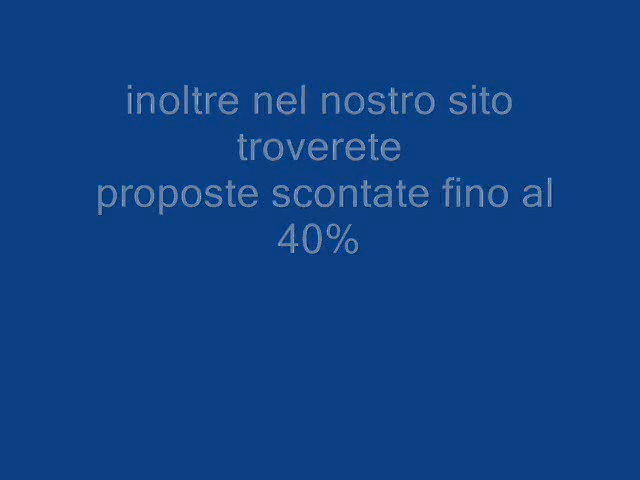 inoltre nel nostro sito
troverete
proposte scontate fino al
40%